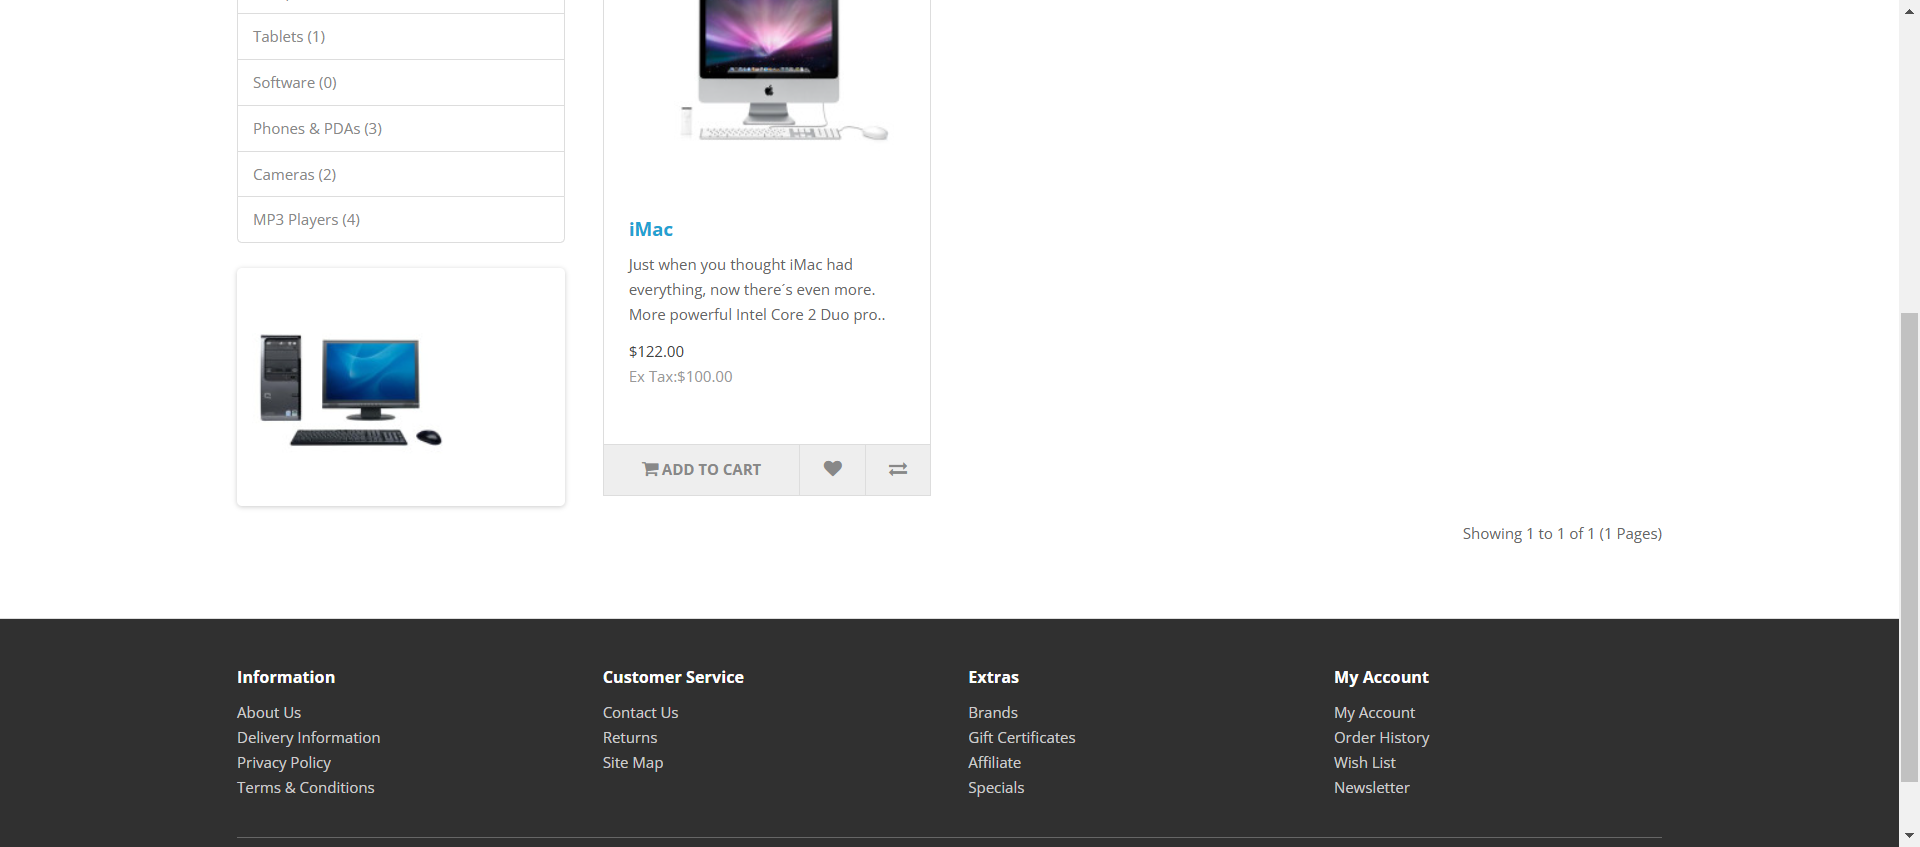 Tablets (1)
Software (0)
Phones & PDAs (3)
Cameras (2)
MP3 Players (4)
iMac
Just when you thought iMac had
everything, now there´s even more.
More powerful Intel Core 2 Duo pro..
$122.00
Ex Tax:$100.00
ADD TO CART
Showing 1 to 1 of 1 (1 Pages)
Information
About Us
Delivery Information
Privacy Policy
Terms & Conditions
Customer Service
Contact Us
Returns
Site Map
Extras
Brands
Gift Certificates
Affiliate
Specials
My Account
My Account
Order History
Wish List
Newsletter